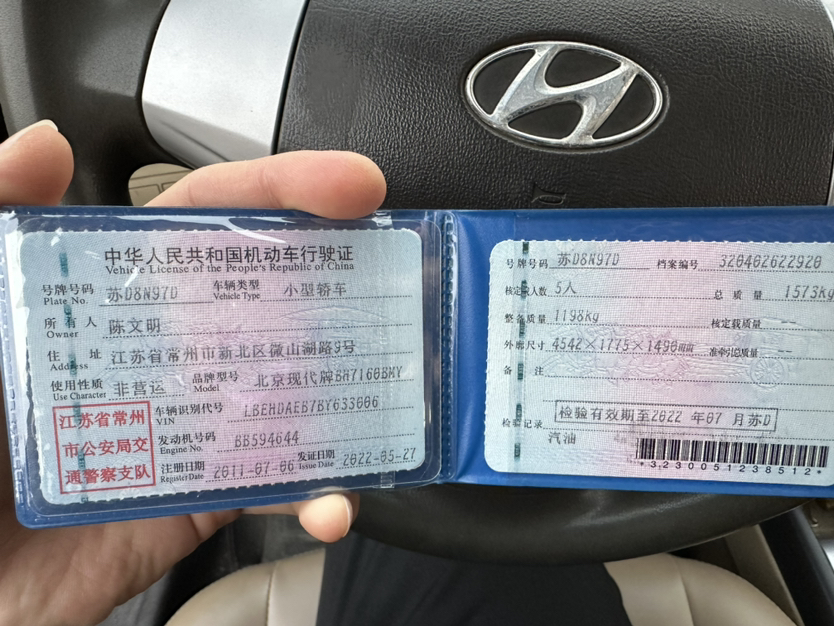 中华人民共和国机动车行驶证
Vehicle License of the People's Republic of China
号牌号码 苏D8N97D 车辆类型 小型轿车
Plate No. Vehicle Type
所有人 陈文明
Owner
住址 江苏省常州市新北区微山湖路9号
Address
使用性质 非营运 品牌型号 北京现代牌BH7160BMY
Use Character Model
江苏省常州
市公安局交
通警察支队
车辆识别代号 LBEHDAEB7BY633006
VIN
发动机号码 BB594644
Engine No.
注册日期 2011-07-06 发证日期 2022-05-27
Register Date Issue Date
号牌号码 苏D8N97D 档案编号 320402622920
核定载人数 5人 总质量 1573Kg
整备质量 1198Kg 核定载质量 --
外廓尺寸 4542×1775×1490mm 准牵引总质量 --
备注
检验记录 检验有效期至2022年07月苏D
汽油
*3230051238512*